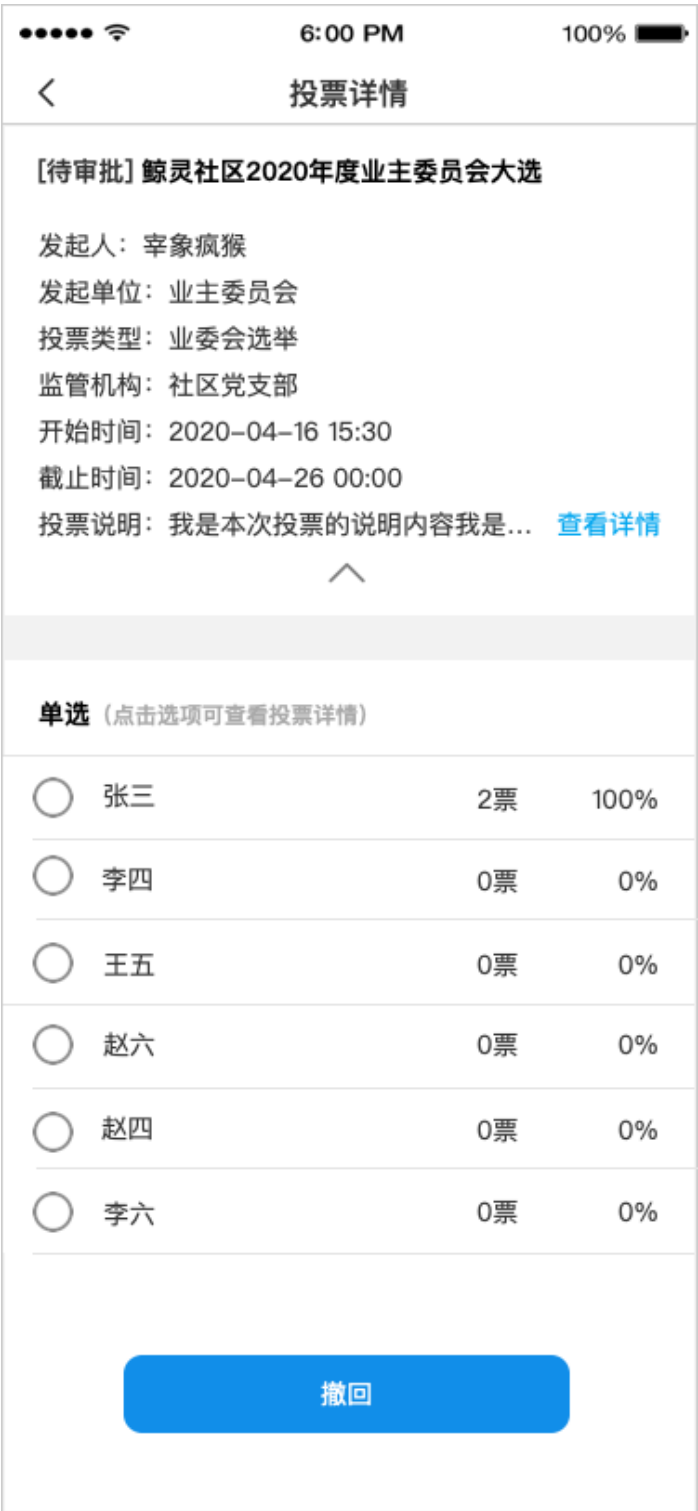 6:00 PM 100%
投票详情
[待审批] 鲸灵社区2020年度业主委员会大选
发起人：宰象疯猴
发起单位：业主委员会
投票类型：业委会选举
监管机构：社区党支部
开始时间：2020-04-16 15:30
截止时间：2020-04-26 00:00
投票说明：我是本次投票的说明内容我是... 查看详情
单选（点击选项可查看投票详情）
张三 2票 100%
李四 0票 0%
王五 0票 0%
赵六 0票 0%
赵四 0票 0%
李六 0票 0%
撤回